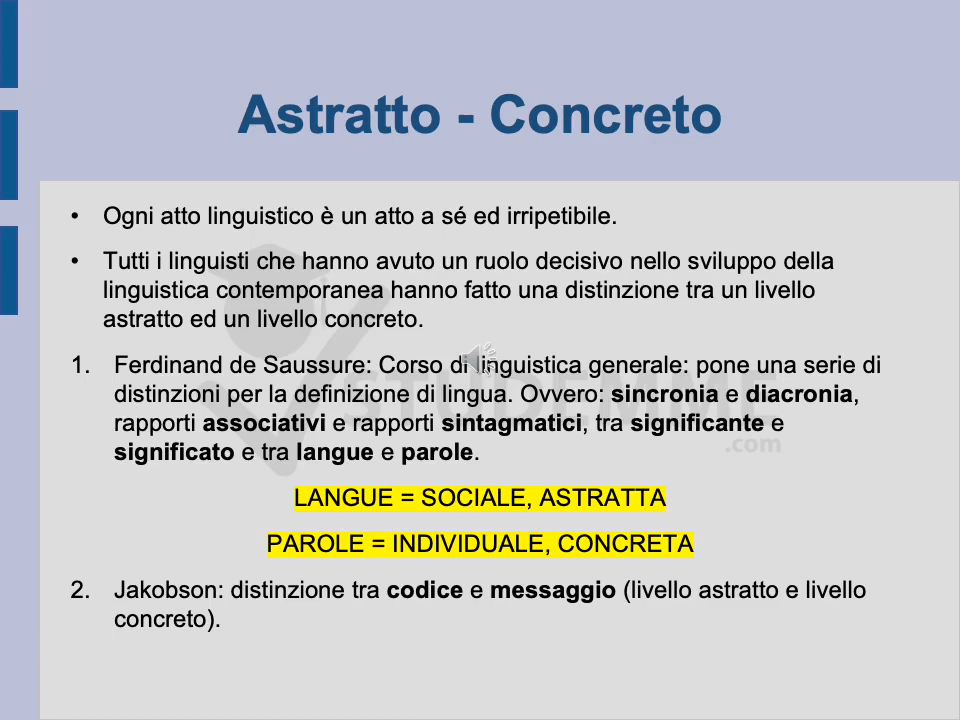 Astratto - Concreto
• Ogni atto linguistico è un atto a sé ed irripetibile.
• Tutti i linguisti che hanno avuto un ruolo decisivo nello sviluppo della
linguistica contemporanea hanno fatto una distinzione tra un livello
astratto ed un livello concreto.
1. Ferdinand de Saussure: Corso di linguistica generale: pone una serie di
distinzioni per la definizione di lingua. Ovvero: sincronia e diacronia,
rapporti associativi e rapporti sintagmatici, tra significante e
significato e tra langue e parole.
STUDEMME
.com
LANGUE = SOCIALE, ASTRATTA
PAROLE = INDIVIDUALE, CONCRETA
2. Jakobson: distinzione tra codice e messaggio (livello astratto e livello
concreto).